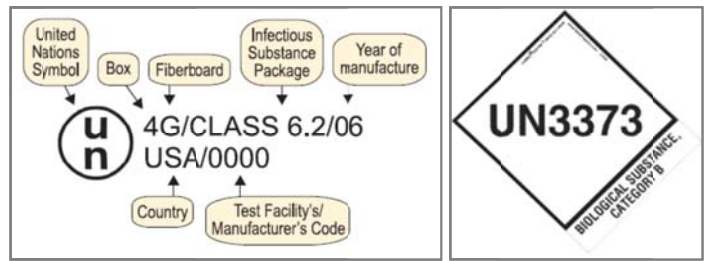 United
Nations
Symbol
Box
Fiberboard
Infectious
Substance
Package
Year of
manufacture
u
n
4G/CLASS 6.2/06
USA/0000
Country
Test Facility's/
Manufacturer's Code
UN3373
BIOLOGICAL SUBSTANCE,
CATEGORY B